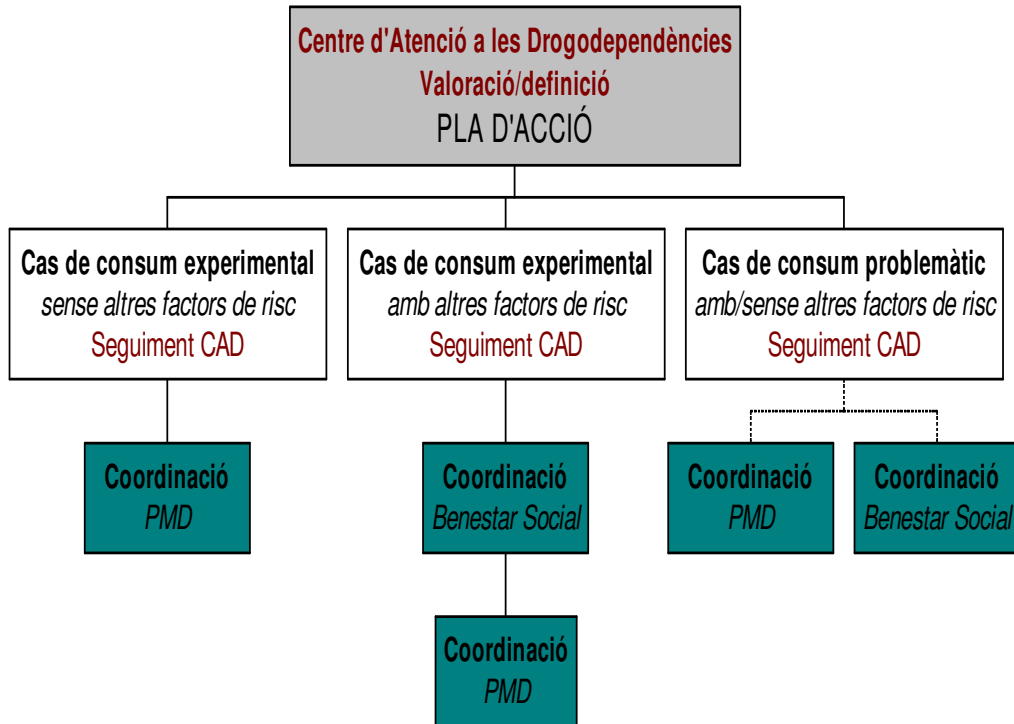 Centre d'Atenció a les Drogodependències
Valoració/definició
PLA D'ACCIÓ
Cas de consum experimental
sense altres factors de risc
Seguiment CAD
Cas de consum experimental
amb altres factors de risc
Seguiment CAD
Cas de consum problemàtic
amb/sense altres factors de risc
Seguiment CAD
Coordinació
PMD
Coordinació
Benestar Social
Coordinació
PMD
Coordinació
Benestar Social
Coordinació
PMD